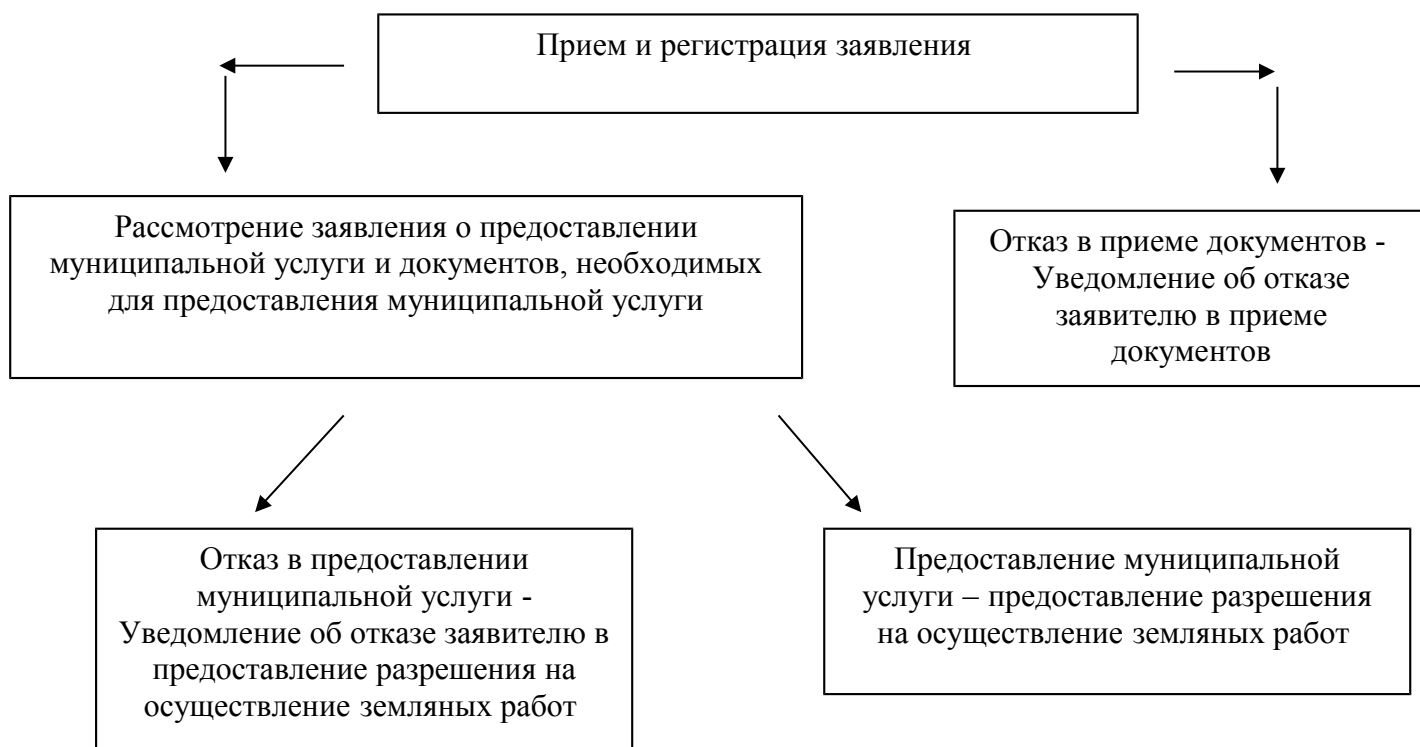 Прием и регистрация заявления
Рассмотрение заявления о предоставлении
муниципальной услуги и документов, необходимых
для предоставления муниципальной услуги
Отказ в приеме документов -
Уведомление об отказе
заявителю в приеме
документов
Отказ в предоставлении
муниципальной услуги -
Уведомление об отказе заявителю в
предоставление разрешения на
осуществление земляных работ
Предоставление муниципальной
услуги – предоставление разрешения
на осуществление земляных работ